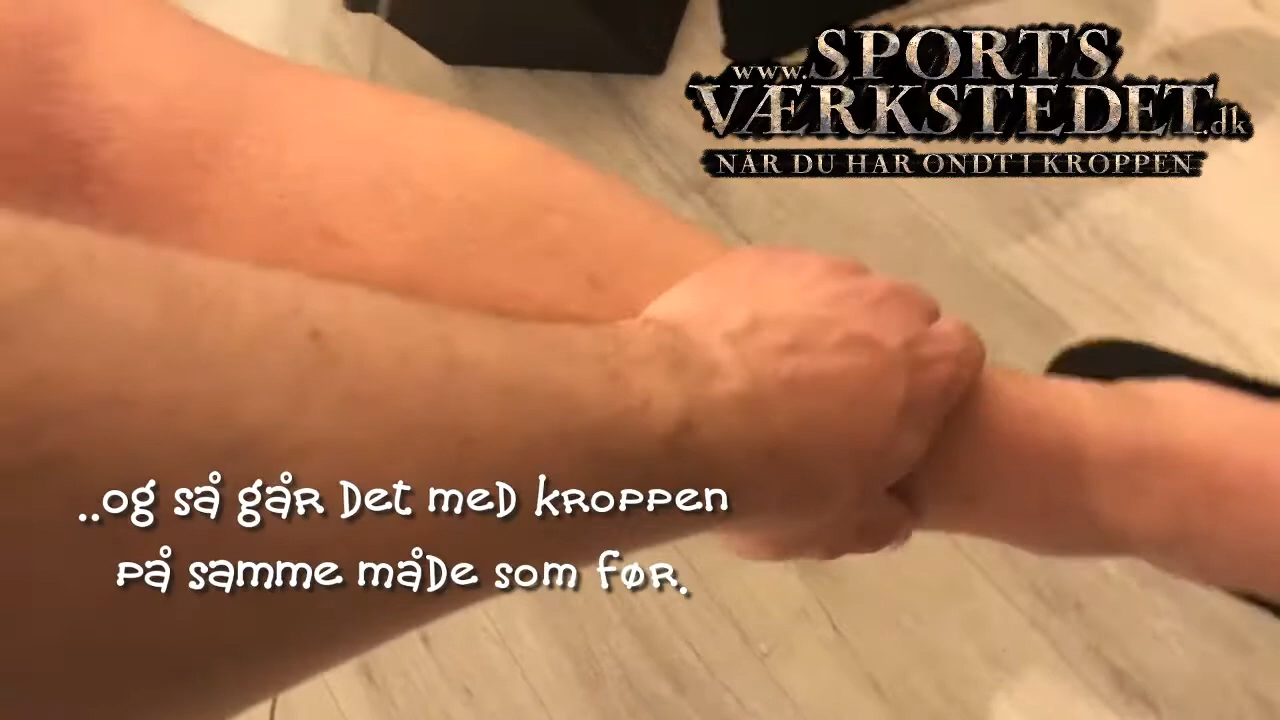 www.SPORTS
VÆRKSTEDET.dk
NÅR DU HAR ONDT I KROPPEN
..og så går det med kroppen
på samme måde som før.